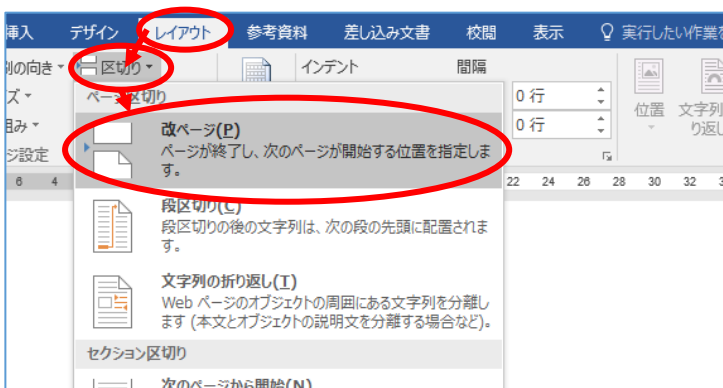 挿入 デザイン レイアウト 参考資料 差し込み文書 校閲 表示 実行したい作業を
の向き 区切り インデント 間隔
ズ ページ区切り 0 行 位置 文字列
組み 改ページ(P) 0 行 り返し
ジ設定 ページが終了し、次のページが開始する位置を指定しま
す。
6 4 22 24 26 28 30 32
段区切り(C)
段区切りの後の文字列は、次の段の先頭に配置されま
す。
文字列の折り返し(T)
Web ページのオブジェクトの周囲にある文字列を分離し
ます (本文とオブジェクトの説明文を分離する場合など)。
セクション区切り
次のページから開始(N)